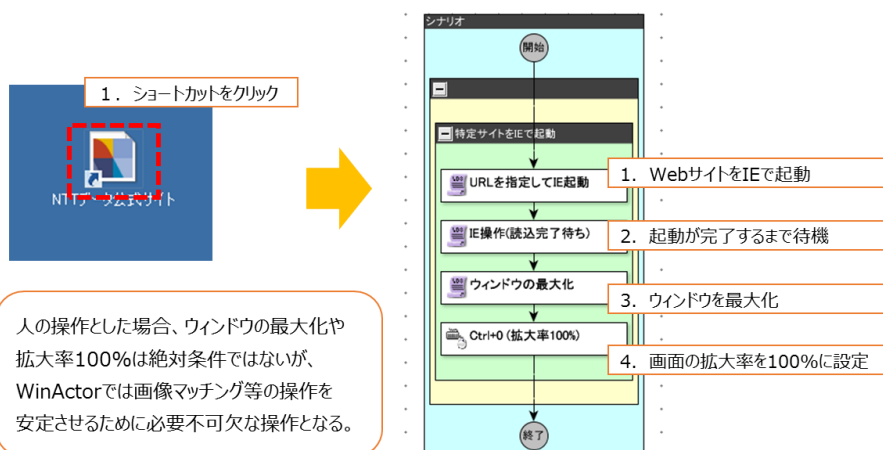 1. ショートカットをクリック
NTTデータ公式サイト
人の操作とした場合、ウィンドウの最大化や
拡大率100%は絶対条件ではないが、
WinActorでは画像マッチング等の操作を
安定させるために必要不可欠な操作となる。
シナリオ
開始
特定サイトをIEで起動
URLを指定してIE起動
1. WebサイトをIEで起動
IE操作(読込完了待ち)
2. 起動が完了するまで待機
ウィンドウの最大化
3. ウィンドウを最大化
Ctrl+0 (拡大率100%)
4. 画面の拡大率を100%に設定
終了